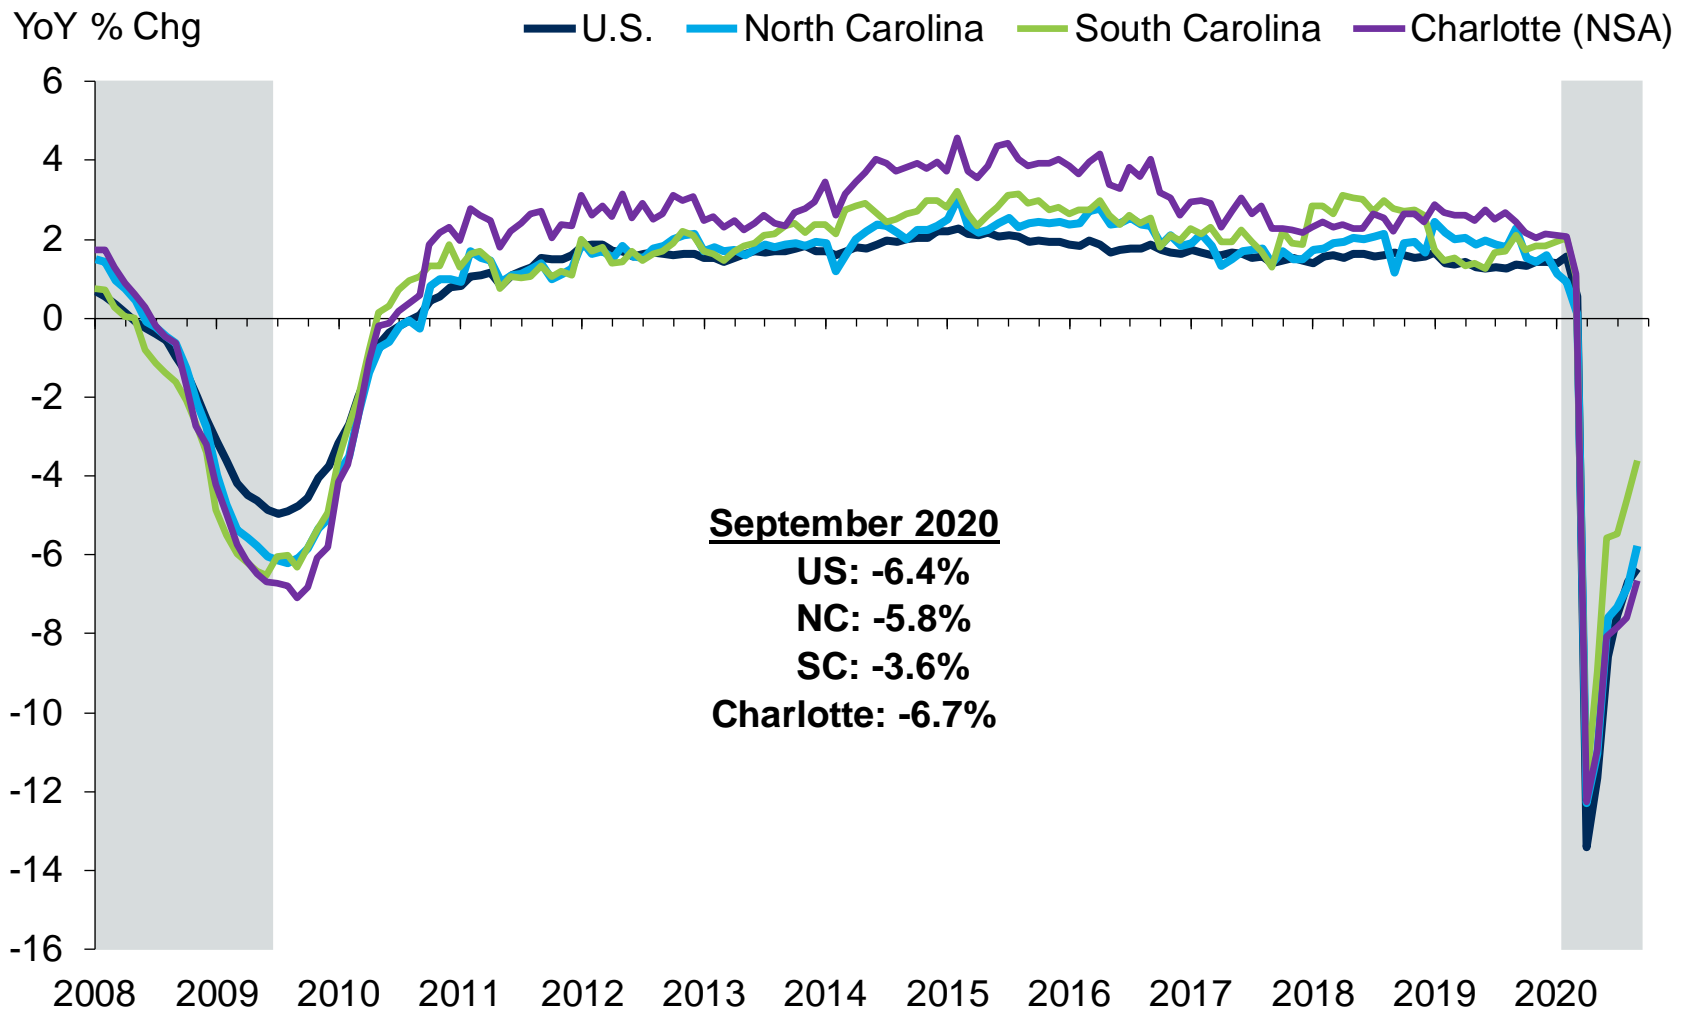 YoY % Chg
U.S. North Carolina South Carolina Charlotte (NSA)
6
4
2
0
-2
-4
-6
-8
-10
-12
-14
-16
September 2020
US: -6.4%
NC: -5.8%
SC: -3.6%
Charlotte: -6.7%
2008 2009 2010 2011 2012 2013 2014 2015 2016 2017 2018 2019 2020